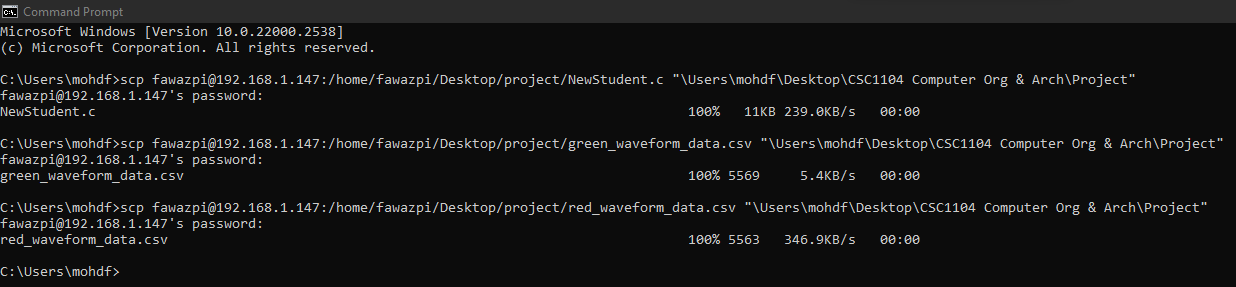 Command Prompt
Microsoft Windows [Version 10.0.22000.2538]
(c) Microsoft Corporation. All rights reserved.
C:\Users\mohdf>scp fawazpi@192.168.1.147:/home/fawazpi/Desktop/project/NewStudent.c "\Users\mohdf\Desktop\CSC1104 Computer Org & Arch\Project"
fawazpi@192.168.1.147's password:
NewStudent.c 100% 11KB 239.0KB/s 00:00
C:\Users\mohdf>scp fawazpi@192.168.1.147:/home/fawazpi/Desktop/project/green_waveform_data.csv "\Users\mohdf\Desktop\CSC1104 Computer Org & Arch\Project"
fawazpi@192.168.1.147's password:
green_waveform_data.csv 100% 5569 5.4KB/s 00:00
C:\Users\mohdf>scp fawazpi@192.168.1.147:/home/fawazpi/Desktop/project/red_waveform_data.csv "\Users\mohdf\Desktop\CSC1104 Computer Org & Arch\Project"
fawazpi@192.168.1.147's password:
red_waveform_data.csv 100% 5563 346.9KB/s 00:00
C:\Users\mohdf>